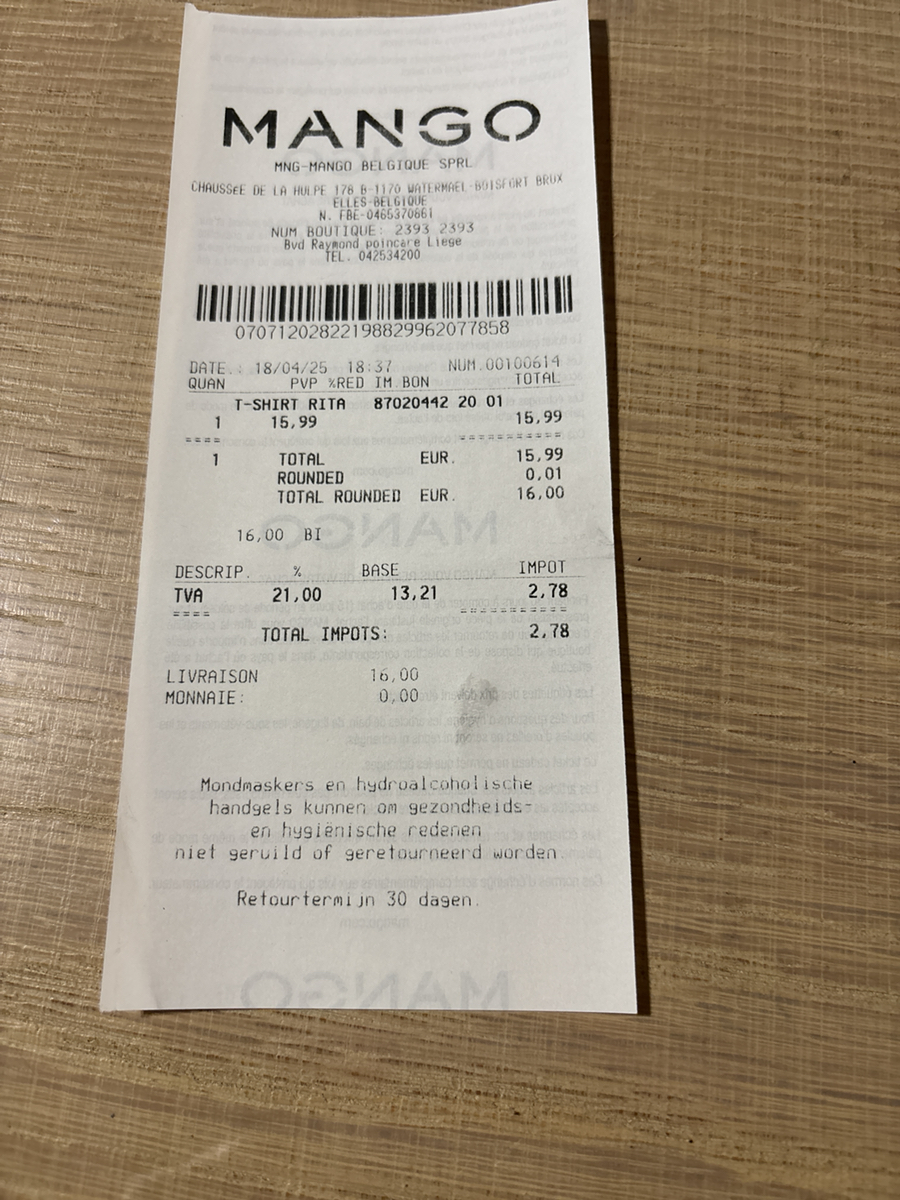 MANGO
MNG-MANGO BELGIQUE SPRL
CHAUSSéE DE LA HULPE 178 B-1170 WATERMAEL-BOISFORT BRUX
ELLES-BELGIQUE
N. FBE-0465370661
NUM BOUTIQUE: 2393 2393
Bvd Raymond poincare Liege
TEL. 042534200
0707120282219882996207​7858
DATE.: 18/04/25 18:37 NUM.00100614
QUAN PVP %RED IM.BON TOTAL
T-SHIRT RITA 87020442 20 01
1 15,99 15,99
==== ===========
1 TOTAL EUR. 15,99
ROUNDED 0,01
TOTAL ROUNDED EUR. 16,00
16,00 BI
DESCRIP. % BASE IMPOT
TVA 21,00 13,21 2,78
==== ===========
TOTAL IMPOTS: 2,78
LIVRAISON 16,00
MONNAIE: 0,00
Mondmaskers en hydroalcoholische
handgels kunnen om gezondheids-
en hygiënische redenen
niet geruild of geretourneerd worden.
Retourtermijn 30 dagen.